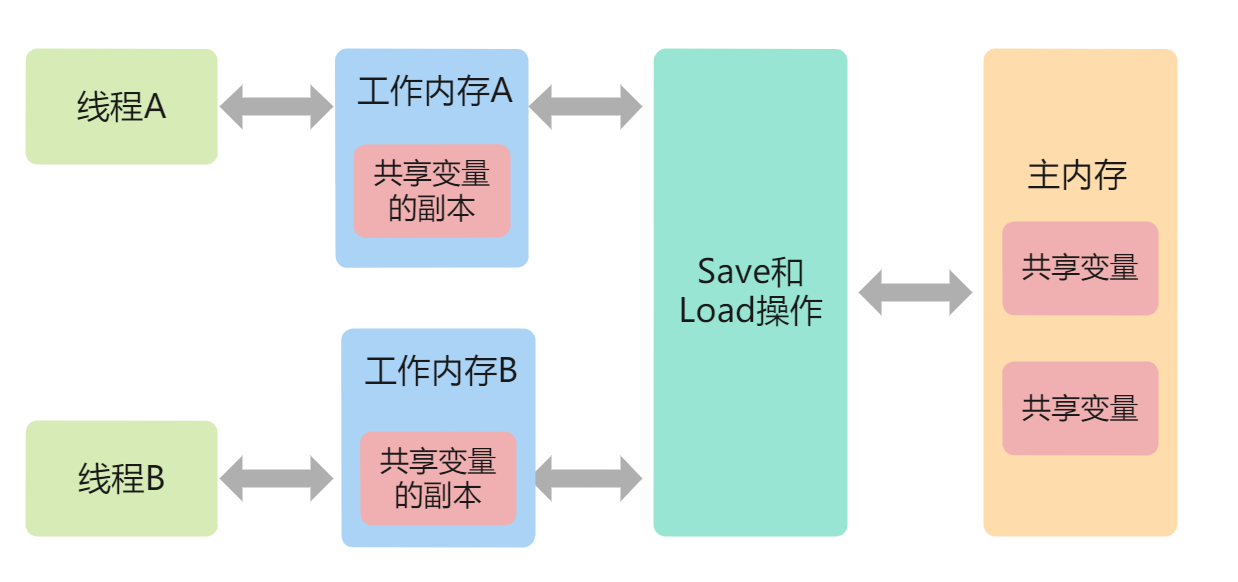 线程A
工作内存A
共享变量
的副本
Save和
Load操作
主内存
共享变量
共享变量
线程B
工作内存B
共享变量
的副本